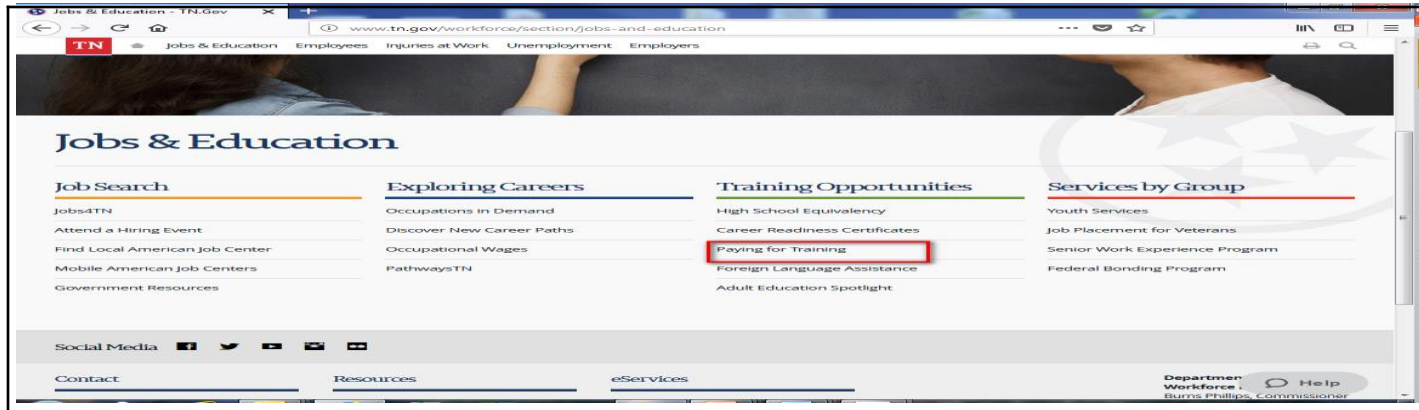 Jobs & Education - TN.Gov
www.tn.gov/workforce/section/jobs-and-education
TN Jobs & Education Employees Injuries at Work Unemployment Employers
Jobs & Education
Job Search
Jobs4TN
Attend a Hiring Event
Find Local American Job Center
Mobile American Job Centers
Government Resources
Exploring Careers
Occupations in Demand
Discover New Career Paths
Occupational Wages
PathwaysTN
Training Opportunities
High School Equivalency
Career Readiness Certificates
Paying for Training
Foreign Language Assistance
Adult Education Spotlight
Services by Group
Youth Services
Job Placement for Veterans
Senior Work Experience Program
Federal Bonding Program
Social Media
Contact
Resources
eServices
Departmen
Workforce
Burns Phillips, Commissioner
Help